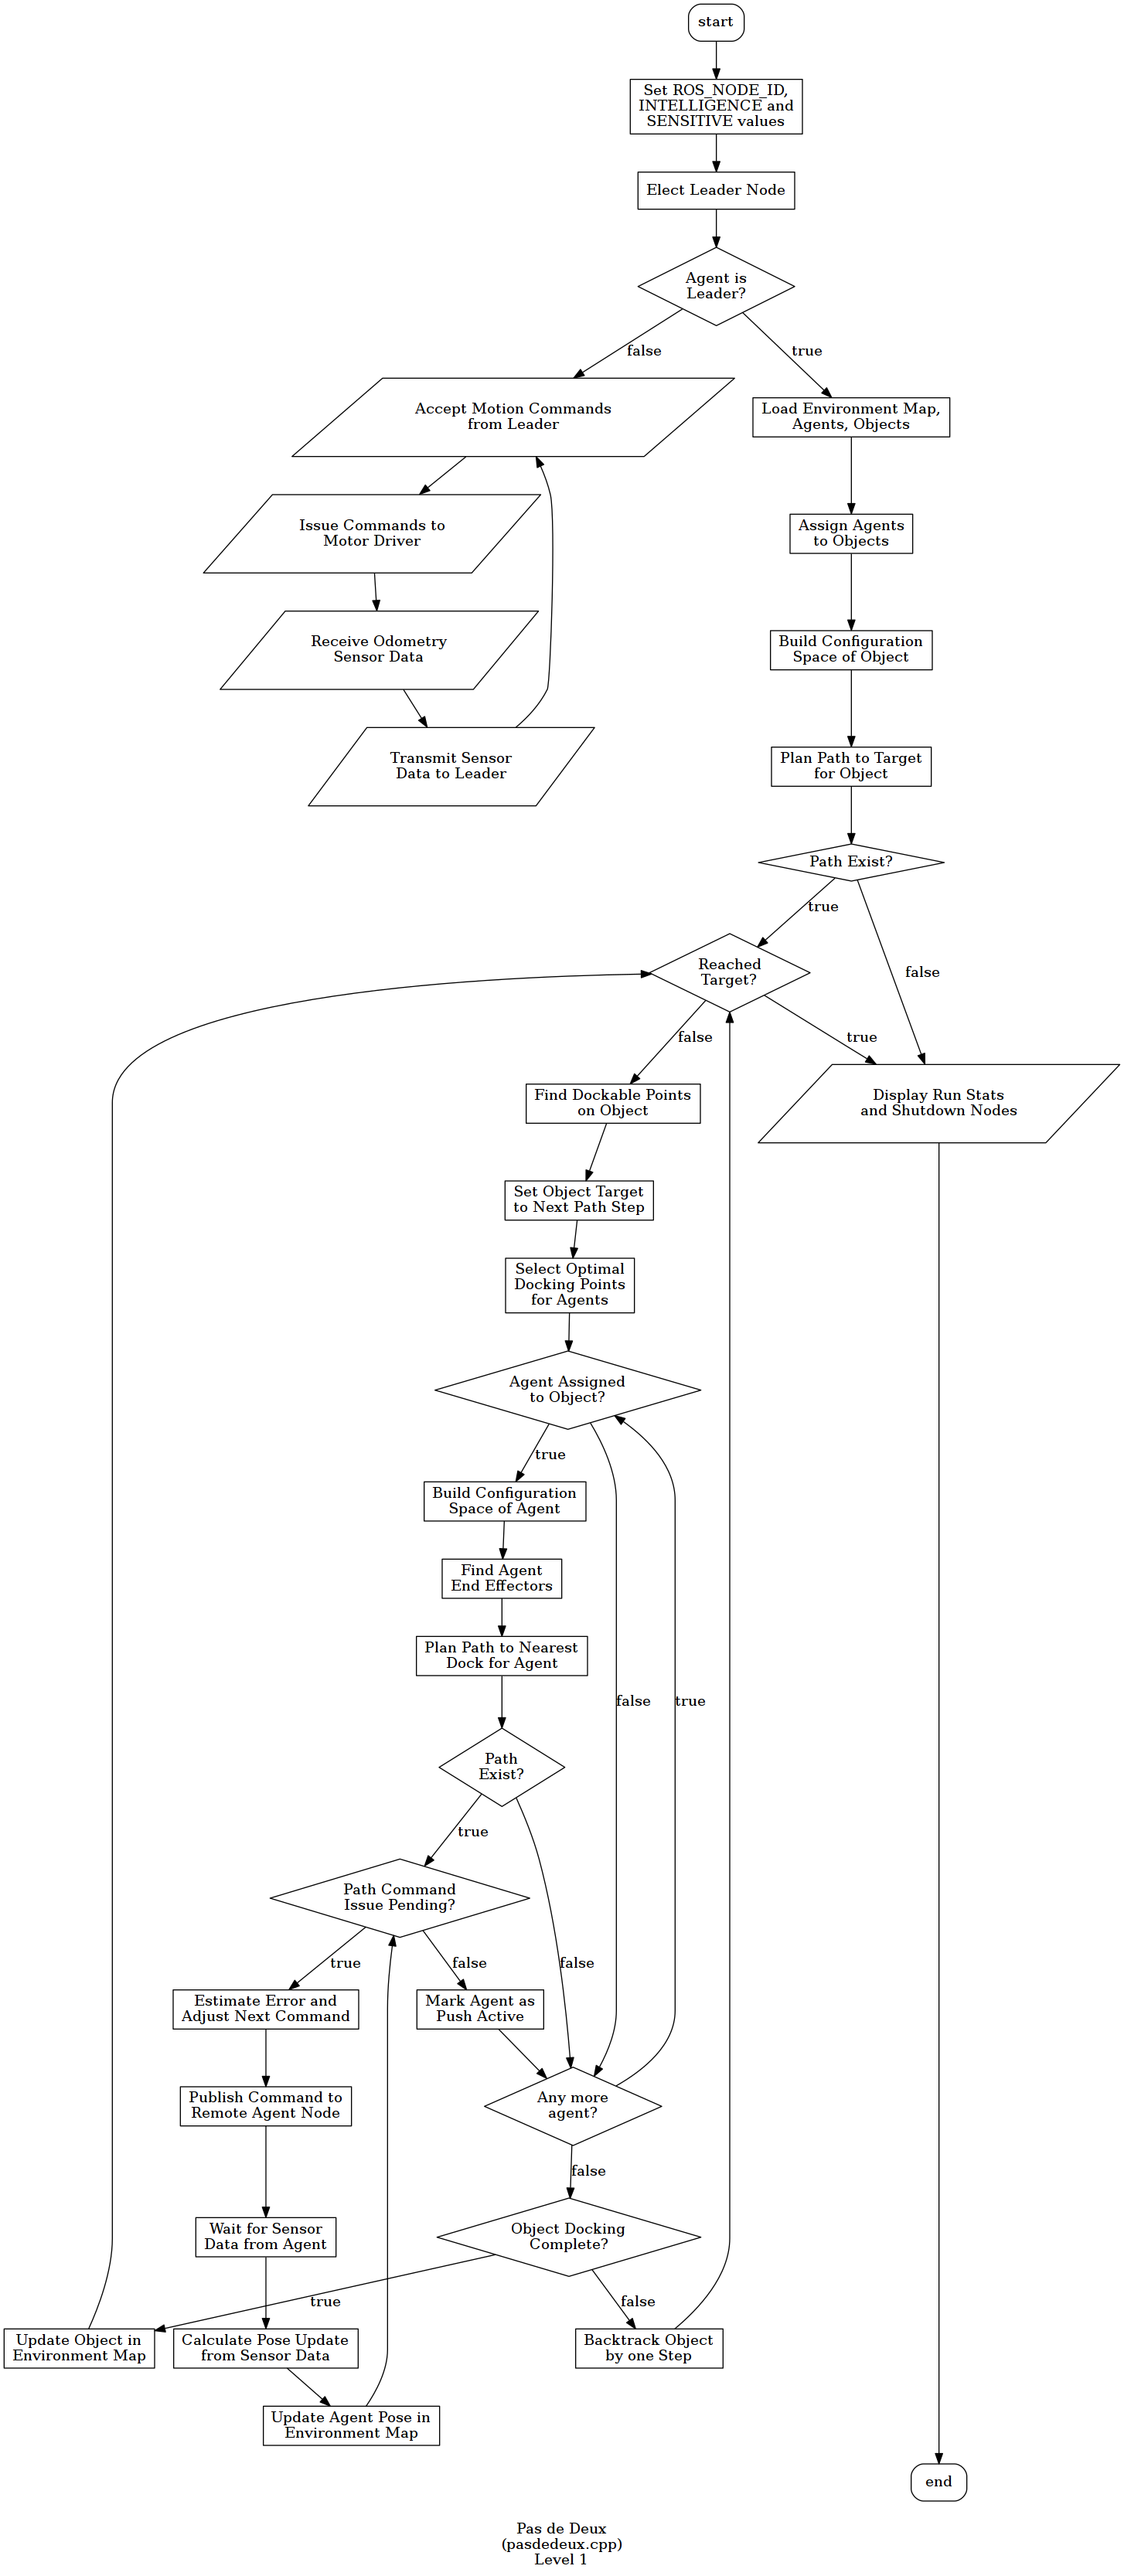 start
Set ROS_NODE_ID,
INTELLIGENCE and
SENSITIVE values
Elect Leader Node
Agent is
Leader?
false
true
Accept Motion Commands
from Leader
Load Environment Map,
Agents, Objects
Issue Commands to
Motor Driver
Assign Agents
to Objects
Receive Odometry
Sensor Data
Build Configuration
Space of Object
Transmit Sensor
Data to Leader
Plan Path to Target
for Object
Path Exist?
true
false
Reached
Target?
false
true
Find Dockable Points
on Object
Display Run Stats
and Shutdown Nodes
Set Object Target
to Next Path Step
Select Optimal
Docking Points
for Agents
Agent Assigned
to Object?
true
Build Configuration
Space of Agent
Find Agent
End Effectors
Plan Path to Nearest
Dock for Agent
false
true
Path
Exist?
true
Path Command
Issue Pending?
true
false
false
Estimate Error and
Adjust Next Command
Mark Agent as
Push Active
Publish Command to
Remote Agent Node
Any more
agent?
false
Wait for Sensor
Data from Agent
Object Docking
Complete?
true
false
Update Object in
Environment Map
Calculate Pose Update
from Sensor Data
Backtrack Object
by one Step
Update Agent Pose in
Environment Map
end
Pas de Deux
(pasdedeux.cpp)
Level 1